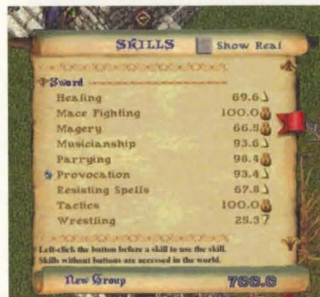 SKILLS Show Real
Sword
Healing 69.6
Mace Fighting 100.0
Magery 66.8
Musicianship 93.6
Parrying 98.4
Provocation 93.4
Resisting Spells 67.8
Tactics 100.0
Wrestling 25.3
Left-click the button before a skill to use the skill.
Skills without buttons are accessed in the world.
New Group